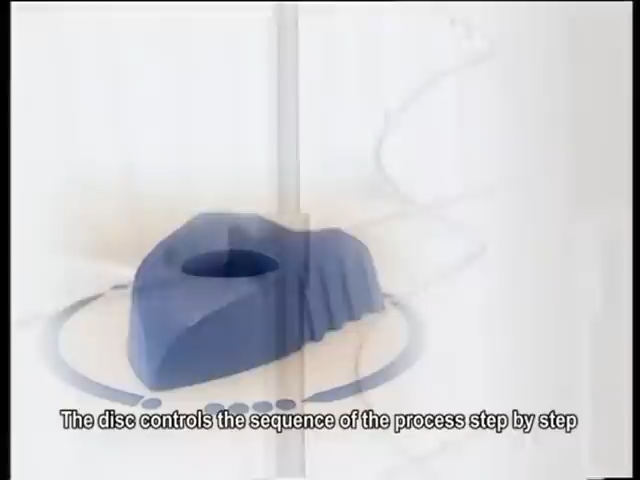 The disc controls the sequence of the process step by step